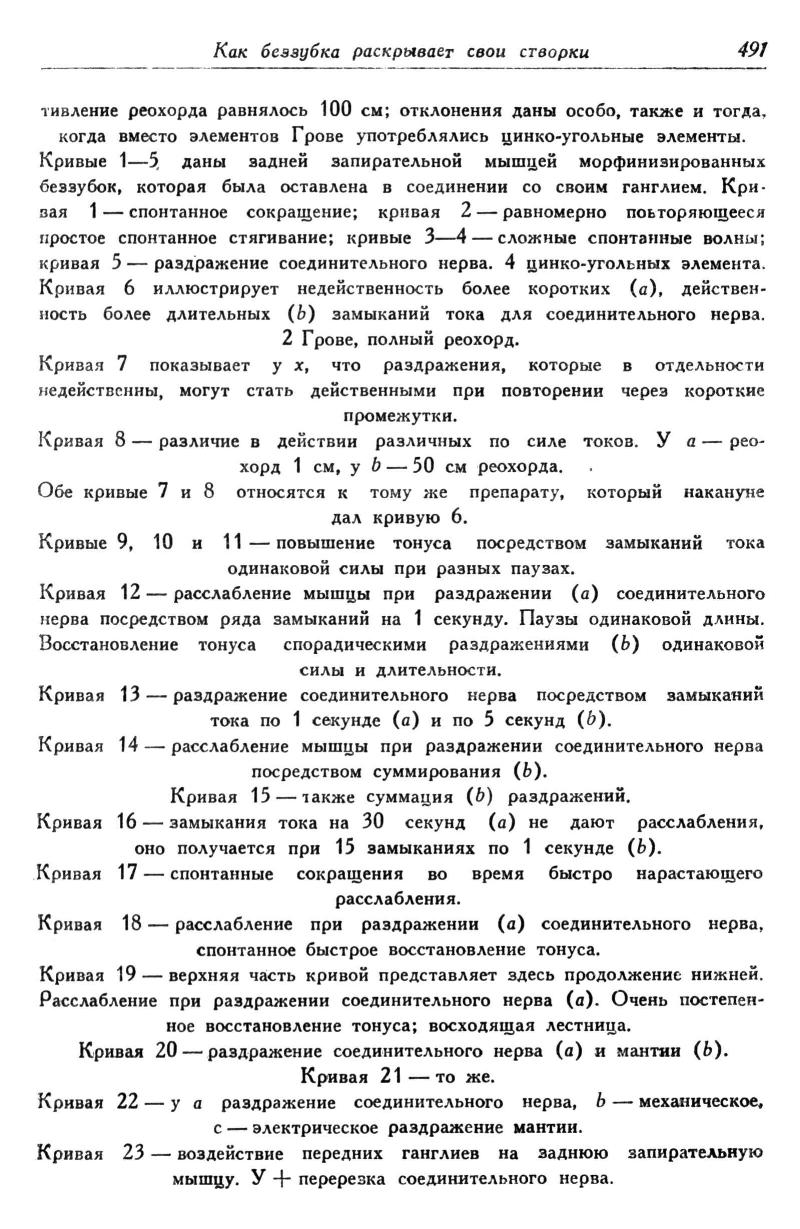 Как беззубка раскрывает свои створки 491
тивление реохорда равнялось 100 см; отклонения даны особо, также и тогда,
когда вместо элементов Грове употреблялись цинко-угольные элементы.
Кривые 1—5 даны задней запирательной мышцей морфинизированных
беззубок, которая была оставлена в соединении со своим ганглием. Кри-
вая 1 — спонтанное сокращение; кривая 2 — равномерно повторяющееся
простое спонтанное стягивание; кривые 3—4 — сложные спонтанные волны;
кривая 5 — раздражение соединительного нерва. 4 цинко-угольных элемента.
Кривая 6 иллюстрирует недейственность более коротких (a), действен-
ность более длительных (b) замыканий тока для соединительного нерва.
2 Грове, полный реохорд.
Кривая 7 показывает у x, что раздражения, которые в отдельности
недейственны, могут стать действенными при повторении через короткие
промежутки.
Кривая 8 — различие в действии различных по силе токов. У a — рео-
хорд 1 см, у b — 50 см реохорда.
Обе кривые 7 и 8 относятся к тому же препарату, который накануне
дал кривую 6.
Кривые 9, 10 и 11 — повышение тонуса посредством замыканий тока
одинаковой силы при разных паузах.
Кривая 12 — расслабление мышцы при раздражении (a) соединительного
нерва посредством ряда замыканий на 1 секунду. Паузы одинаковой длины.
Восстановление тонуса спорадическими раздражениями (b) одинаковой
силы и длительности.
Кривая 13 — раздражение соединительного нерва посредством замыканий
тока по 1 секунде (a) и по 5 секунд (b).
Кривая 14 — расслабление мышцы при раздражении соединительного нерва
посредством суммирования (b).
Кривая 15 — также суммация (b) раздражений.
Кривая 16 — замыкания тока на 30 секунд (a) не дают расслабления,
оно получается при 15 замыканиях по 1 секунде (b).
Кривая 17 — спонтанные сокращения во время быстро нарастающего
расслабления.
Кривая 18 — расслабление при раздражении (a) соединительного нерва,
спонтанное быстрое восстановление тонуса.
Кривая 19 — верхняя часть кривой представляет здесь продолжение нижней.
Расслабление при раздражении соединительного нерва (a). Очень постепен-
ное восстановление тонуса; восходящая лестница.
Кривая 20 — раздражение соединительного нерва (a) и мантии (b).
Кривая 21 — то же.
Кривая 22 — у a раздражение соединительного нерва, b — механическое,
c — электрическое раздражение мантии.
Кривая 23 — воздействие передних ганглиев на заднюю запирательную
мышцу. У + перерезка соединительного нерва.